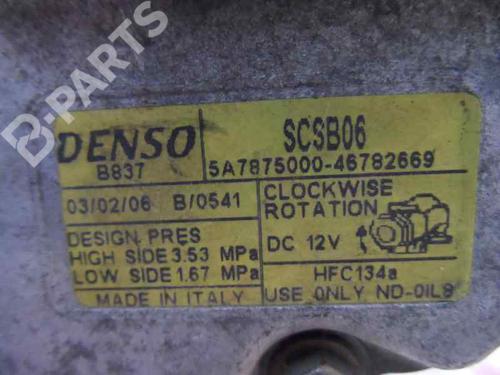 B-PARTS
DENSO
B837
SCSB06
5A7875000-46782669
03/02/06 B/0541
CLOCKWISE
ROTATION
DC 12V
DESIGN PRES
HIGH SIDE 3.53 MPa
LOW SIDE 1.67 MPa
HFC134a
MADE IN ITALY
USE ONLY ND-OIL8